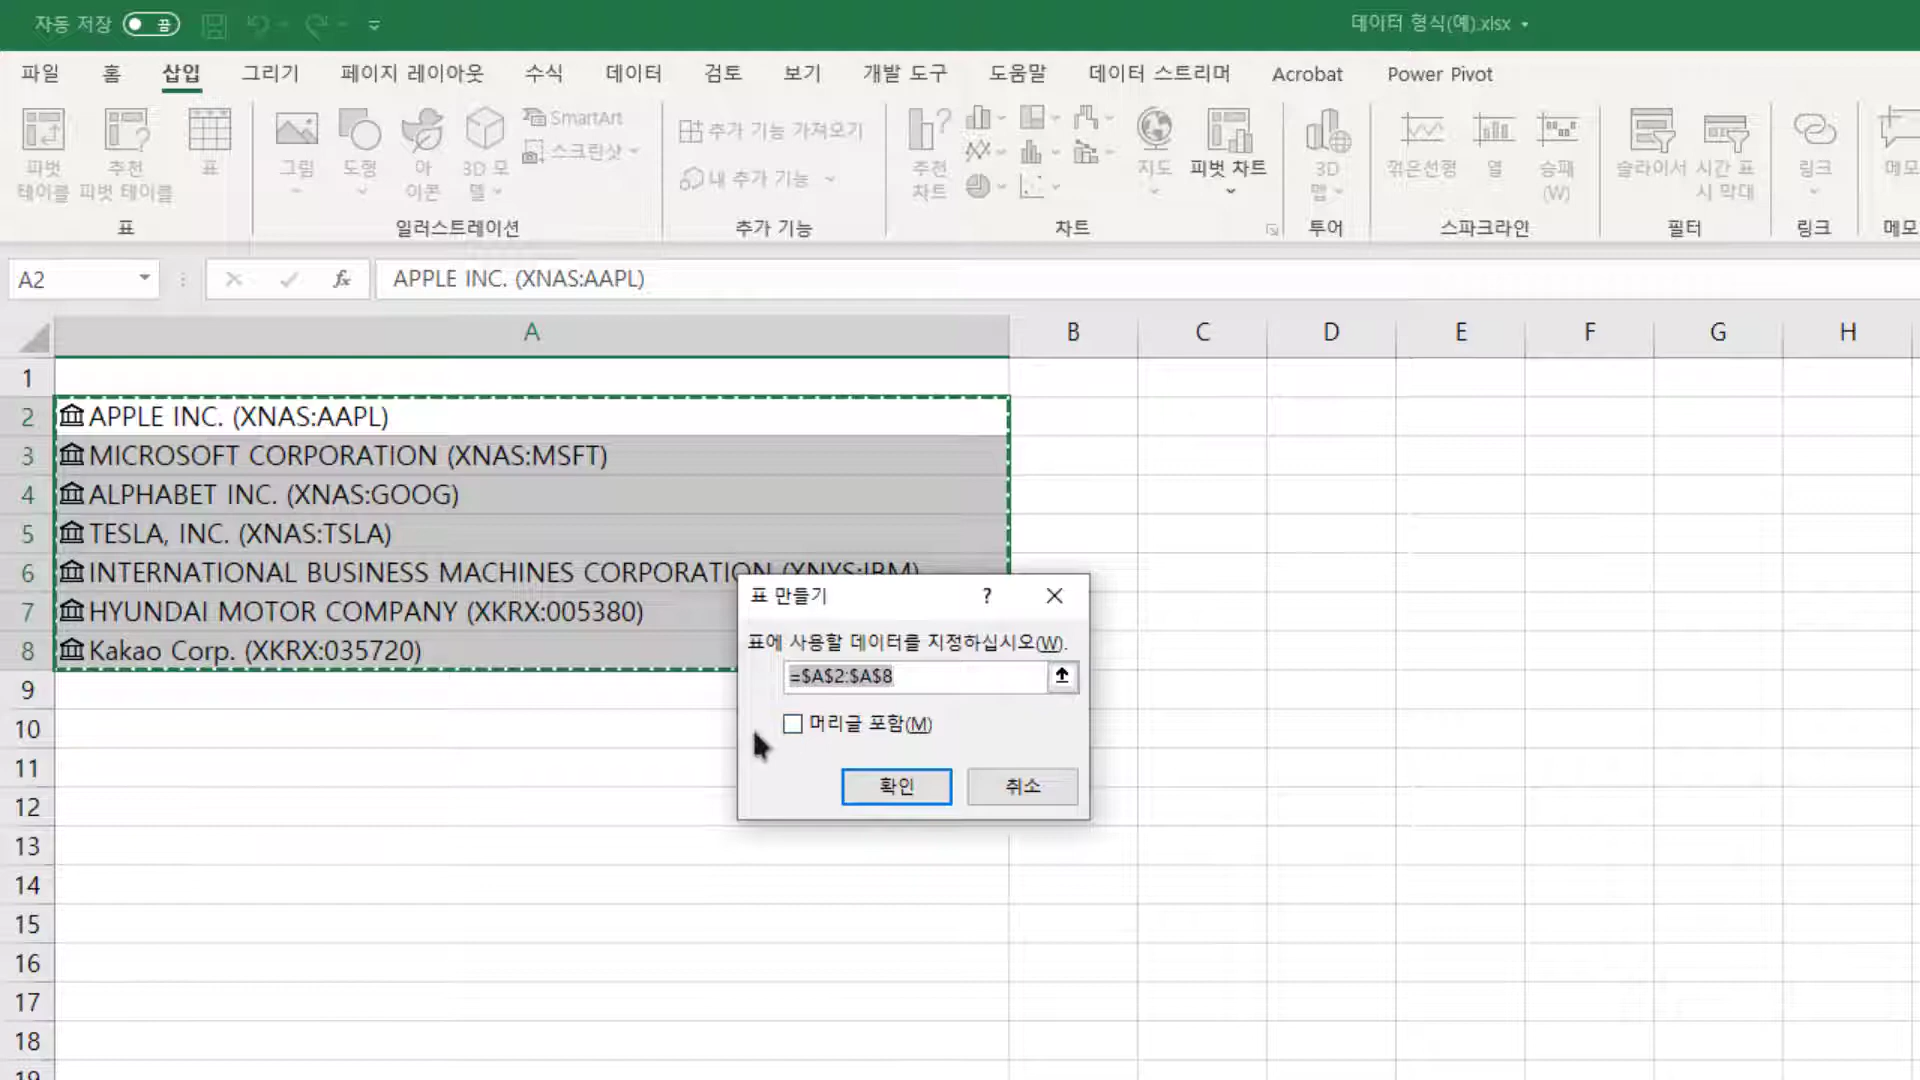 자동 저장 끔
데이터 형식(예).xlsx
파일 홈 삽입 그리기 페이지 레이아웃 수식 데이터 검토 보기 개발 도구 도움말 데이터 스트리머 Acrobat Power Pivot
피벗 테이블
추천 피벗 테이블
표
표
그림
도형
아이콘
3D 모델
SmartArt
스크린샷
일러스트레이션
추가 기능 가져오기
내 추가 기능
추가 기능
추천 차트
지도
피벗 차트
차트
3D 맵
투어
꺾은선형
열
승패 (W)
스파크라인
슬라이서
시간 표시 막대
필터
링크
링크
메모
메모
A2 fx APPLE INC. (XNAS:AAPL)
A B C D E F G H
1
2 APPLE INC. (XNAS:AAPL)
3 MICROSOFT CORPORATION (XNAS:MSFT)
4 ALPHABET INC. (XNAS:GOOG)
5 TESLA, INC. (XNAS:TSLA)
6 INTERNATIONAL BUSINESS MACHINES CORPORATION (XNYS:IBM)
7 HYUNDAI MOTOR COMPANY (XKRX:005380)
8 Kakao Corp. (XKRX:035720)
9
10
11
12
13
14
15
16
17
18
19
표 만들기 ?
표에 사용할 데이터를 지정하십시오(W).
=$A$2:$A$8
머리글 포함(M)
확인 취소